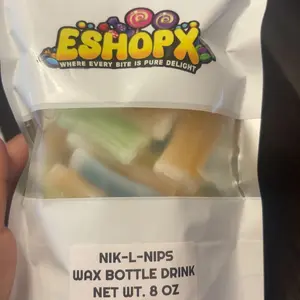 ESHOPX
WHERE EVERY BITE IS PURE DELIGHT
NIK-L-NIPS
WAX BOTTLE DRINK
NET WT. 8 OZ